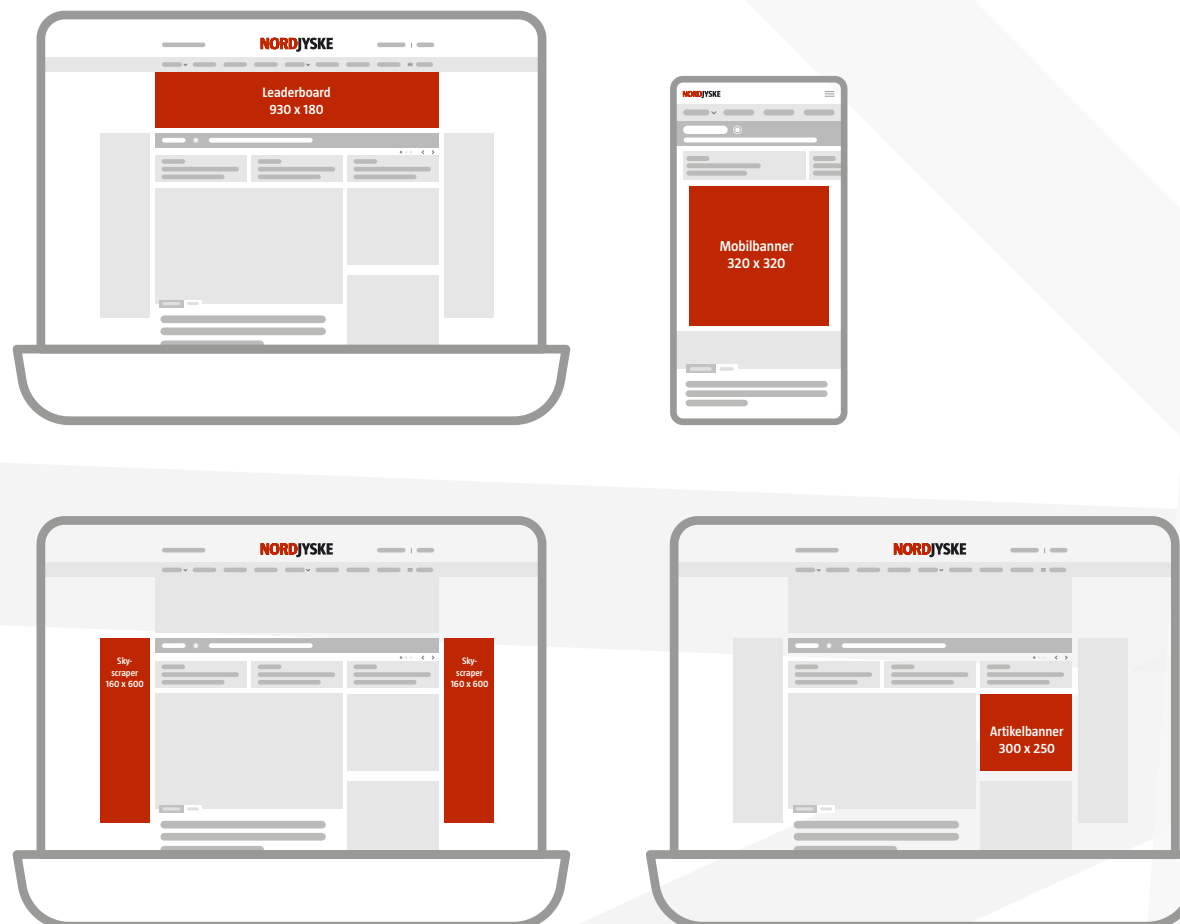 NORDJYSKE
Leaderboard
930 x 180
NORDJYSKE
Mobilbanner
320 x 320
NORDJYSKE
Sky-
scraper
160 x 600
Sky-
scraper
160 x 600
NORDJYSKE
Artikelbanner
300 x 250